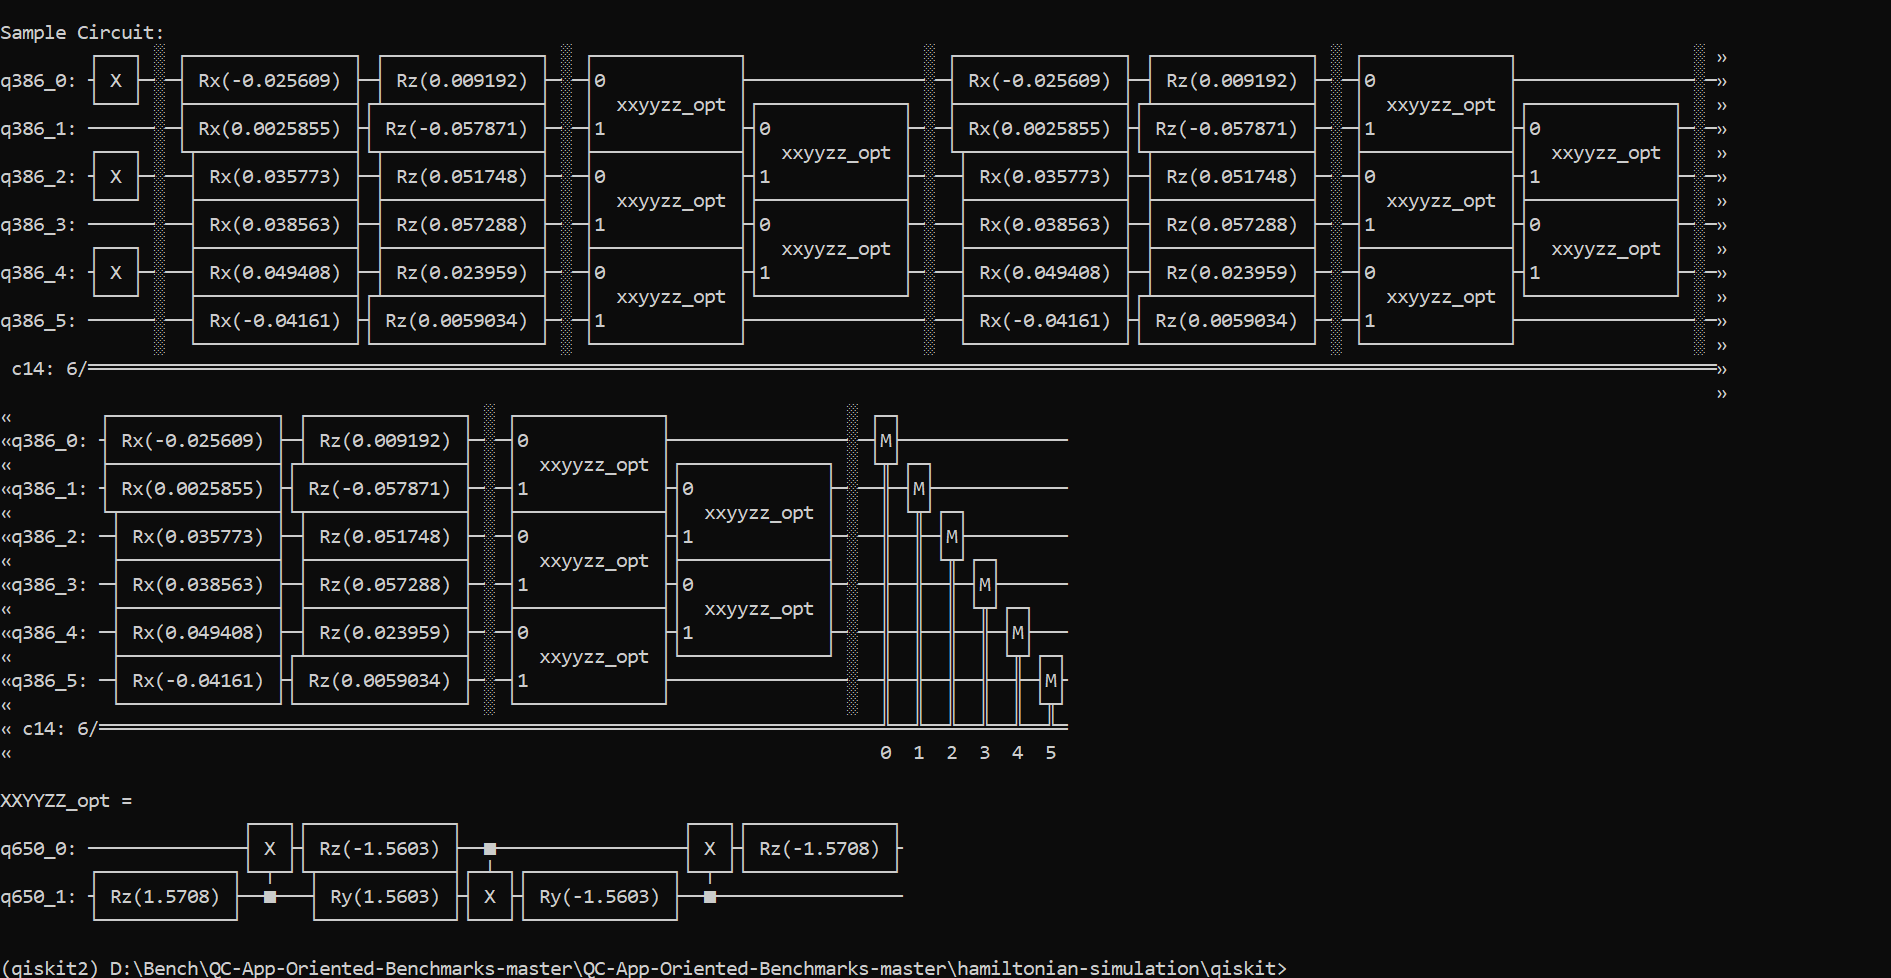 Sample Circuit:
q386_0: X Rx(-0.025609) Rz(0.009192) 0 Rx(-0.025609) Rz(0.009192) 0 »
xxyyzz_opt xxyyzz_opt »
q386_1: Rx(0.0025855) Rz(-0.057871) 1 0 Rx(0.0025855) Rz(-0.057871) 1 0 »
xxyyzz_opt xxyyzz_opt »
q386_2: X Rx(0.035773) Rz(0.051748) 0 1 Rx(0.035773) Rz(0.051748) 0 1 »
xxyyzz_opt xxyyzz_opt »
q386_3: Rx(0.038563) Rz(0.057288) 1 0 Rx(0.038563) Rz(0.057288) 1 0 »
xxyyzz_opt xxyyzz_opt »
q386_4: X Rx(0.049408) Rz(0.023959) 0 1 Rx(0.049408) Rz(0.023959) 0 1 »
xxyyzz_opt xxyyzz_opt »
q386_5: Rx(-0.04161) Rz(0.0059034) 1 Rx(-0.04161) Rz(0.0059034) 1 »
»
c14: 6/ »
»
«
«q386_0: Rx(-0.025609) Rz(0.009192) 0 M
« xxyyzz_opt
«q386_1: Rx(0.0025855) Rz(-0.057871) 1 0 M
« xxyyzz_opt
«q386_2: Rx(0.035773) Rz(0.051748) 0 1 M
« xxyyzz_opt
«q386_3: Rx(0.038563) Rz(0.057288) 1 0 M
« xxyyzz_opt
«q386_4: Rx(0.049408) Rz(0.023959) 0 1 M
« xxyyzz_opt
«q386_5: Rx(-0.04161) Rz(0.0059034) 1 M
«
« c14: 6/
« 0 1 2 3 4 5
XXYYZZ_opt =
q650_0: X Rz(-1.5603) X Rz(-1.5708)
q650_1: Rz(1.5708) Ry(1.5603) X Ry(-1.5603)
(qiskit2) D:\Bench\QC-App-Oriented-Benchmarks-master\QC-App-Oriented-Benchmarks-master\hamiltonian-simulation\qiskit>